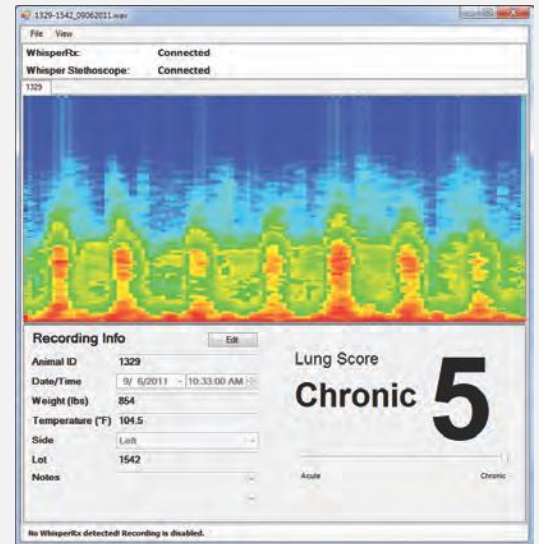 1329-1542_09062011.wav
File View
WhisperRx: Connected
Whisper Stethoscope: Connected
1329
Recording Info Edit
Animal ID 1329
Date/Time 9/ 6/2011 - 10:33:00 AM
Weight (lbs) 854
Temperature (°F) 104.5
Side Left
Lot 1542
Notes
Lung Score
Chronic 5
Acute Chronic
No WhisperRx detected! Recording is disabled.